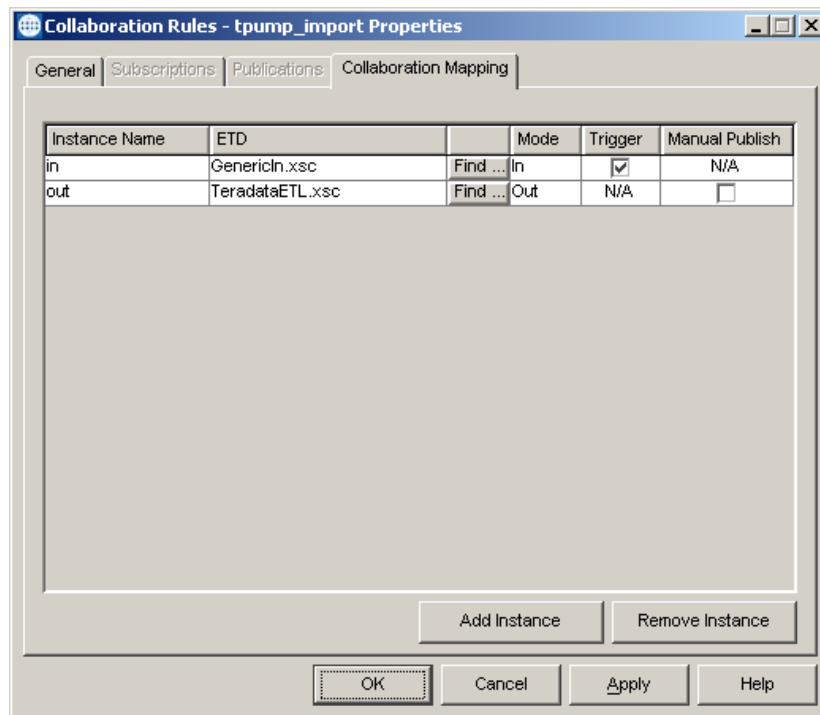 Collaboration Rules - tpump_import Properties
General Subscriptions Publications Collaboration Mapping
Instance Name ETD Mode Trigger Manual Publish
in GenericIn.xsc Find ... In N/A
out TeradataETL.xsc Find ... Out N/A
Add Instance Remove Instance
OK Cancel Apply Help